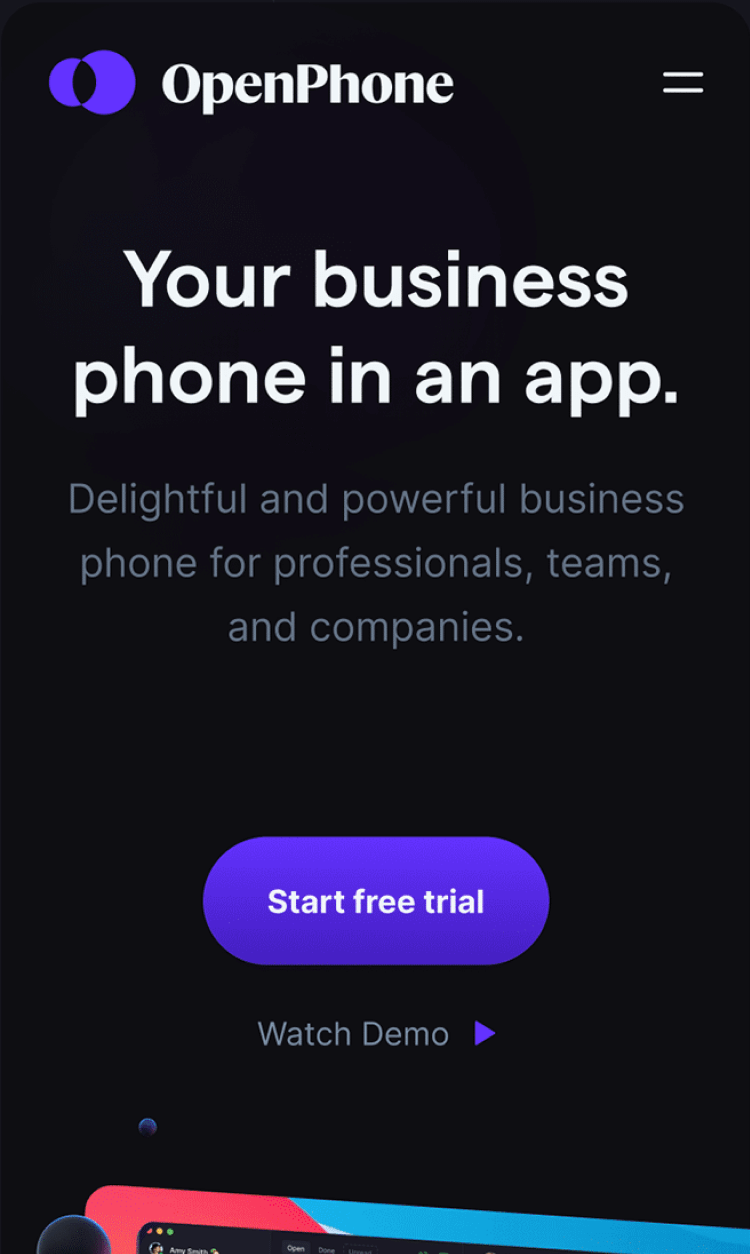 OpenPhone
Your business
phone in an app.
Delightful and powerful business
phone for professionals, teams,
and companies.
Start free trial
Watch Demo
Amy Smith
Open Done Unread